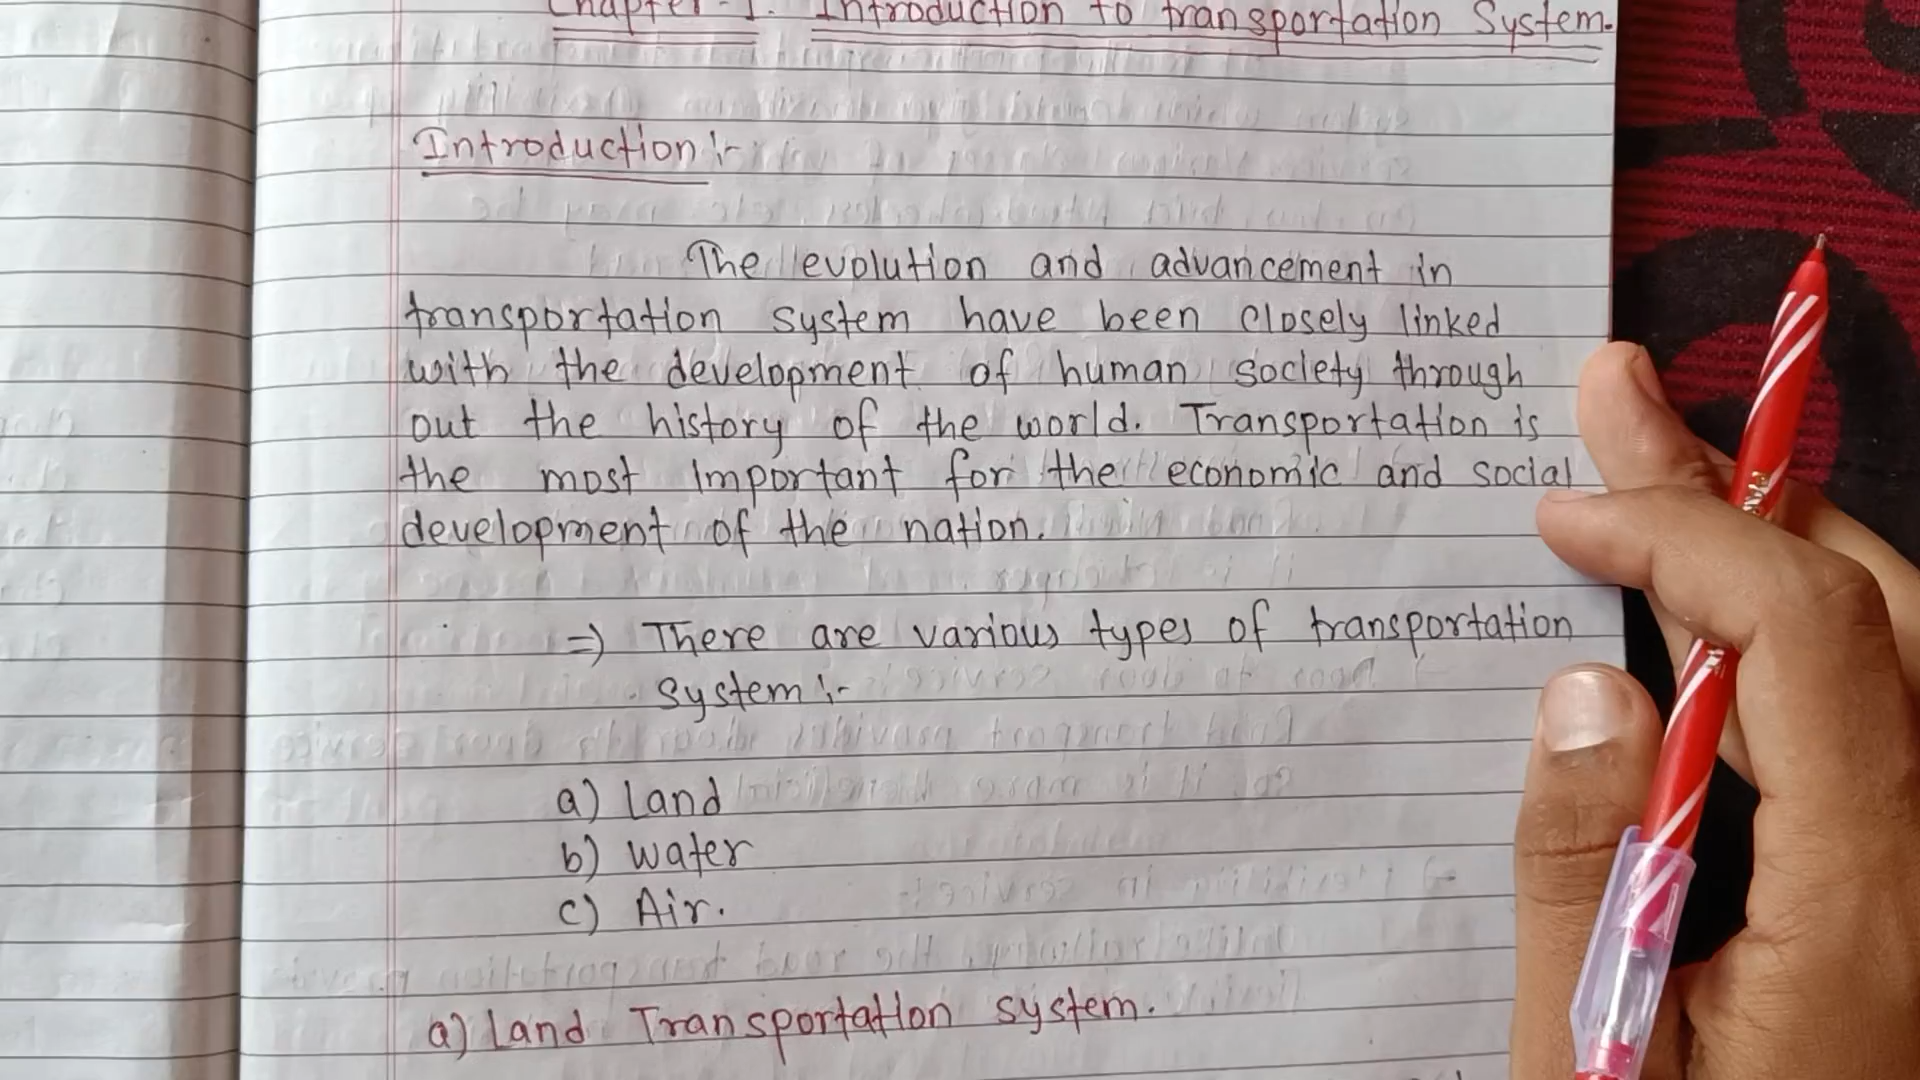 Chapter-1. Introduction to transportation System.
Introduction :-
The evolution and advancement in
transportation system have been closely linked
with the development of human society through
out the history of the world. Transportation is
the most important for the economic and social
development of the nation.
=> There are various types of transportation
system :-
a) Land
b) water
c) Air.
a) Land Transportation system.